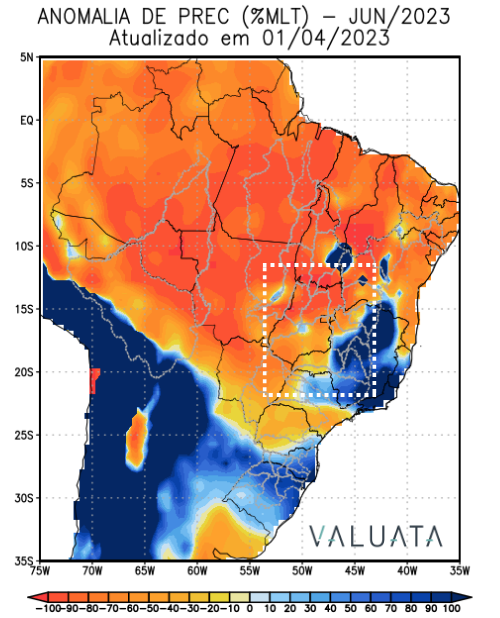 ANOMALIA DE PREC (%MLT) – JUN/2023
Atualizado em 01/04/2023
5N
EQ
5S
10S
15S
20S
25S
30S
35S
VALUATA
75W 70W 65W 60W 55W 50W 45W 40W 35W
-100 -90 -80 -70 -60 -50 -40 -30 -20 -10 0 10 20 30 40 60 70 80 90 100